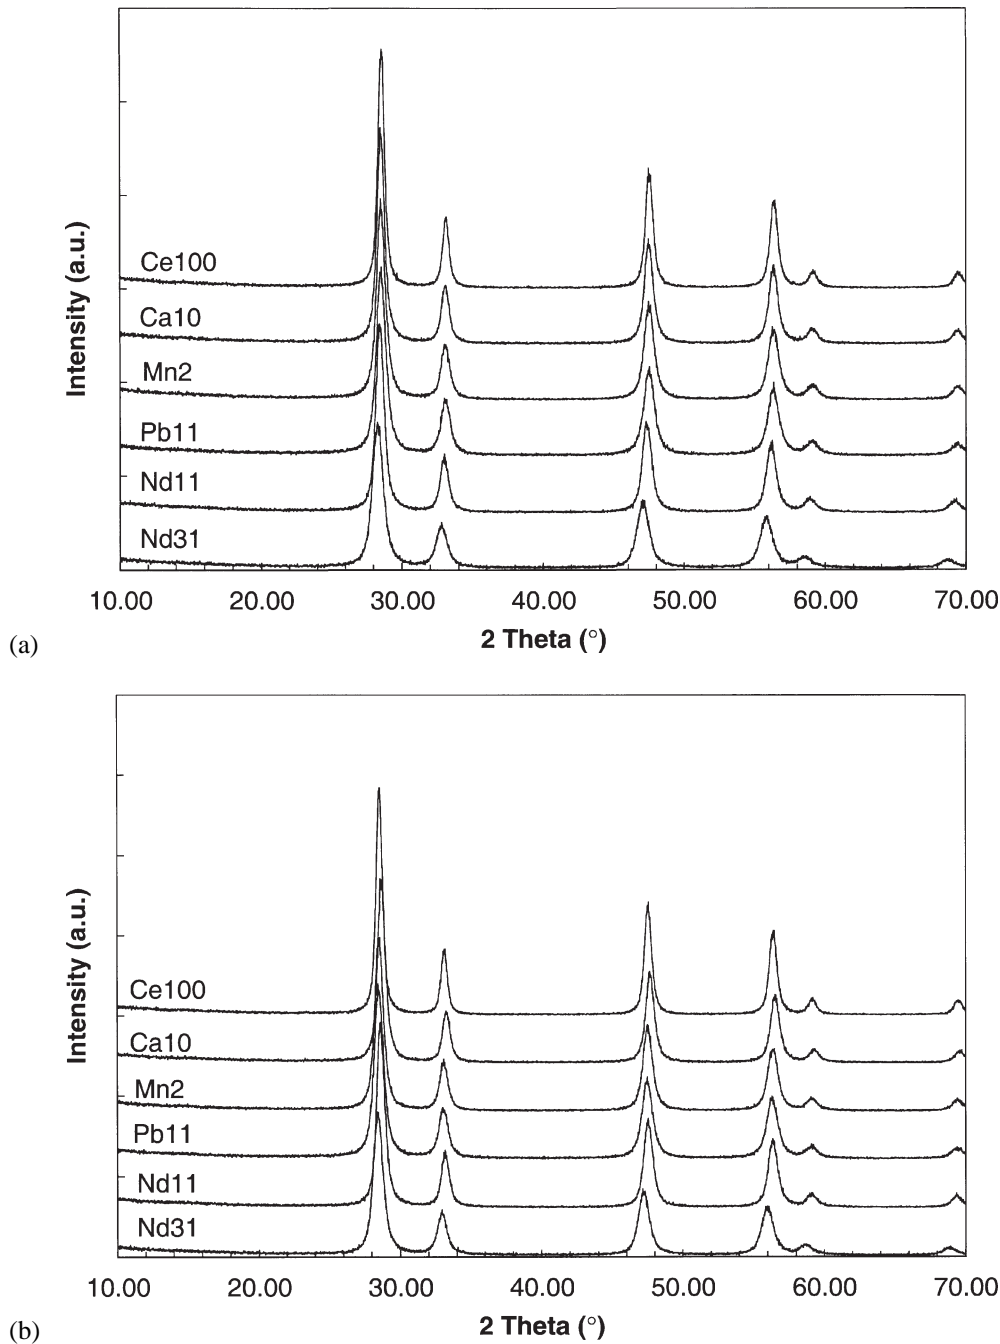 Intensity (a.u.)
Ce100
Ca10
Mn2
Pb11
Nd11
Nd31
10.00 20.00 30.00 40.00 50.00 60.00 70.00
2 Theta (°)
(a)
Intensity (a.u.)
Ce100
Ca10
Mn2
Pb11
Nd11
Nd31
10.00 20.00 30.00 40.00 50.00 60.00 70.00
2 Theta (°)
(b)